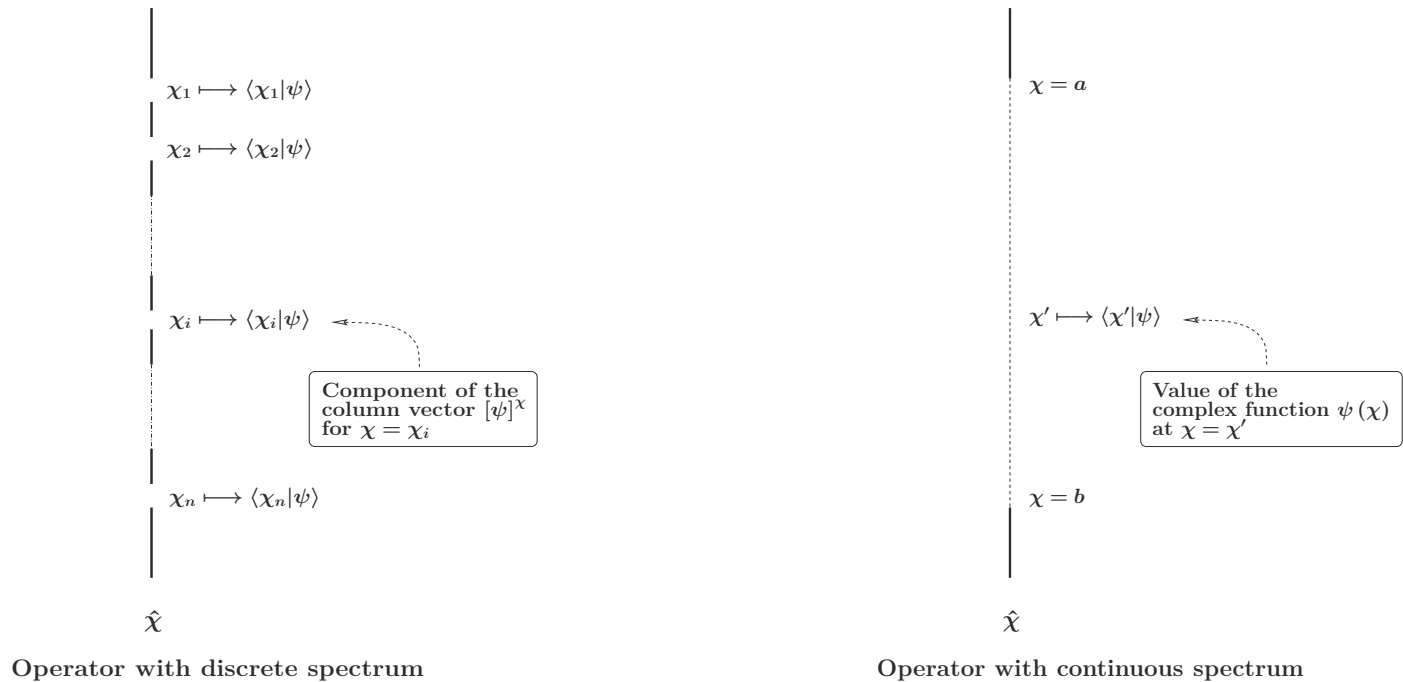 χ₁ ⟼ ⟨χ₁|ψ⟩
χ₂ ⟼ ⟨χ₂|ψ⟩
χᵢ ⟼ ⟨χᵢ|ψ⟩
Component of the
column vector [ψ]^χ
for χ = χᵢ
χₙ ⟼ ⟨χₙ|ψ⟩
χ̂
Operator with discrete spectrum
χ = a
χ′ ⟼ ⟨χ′|ψ⟩
Value of the
complex function ψ (χ)
at χ = χ′
χ = b
χ̂
Operator with continuous spectrum